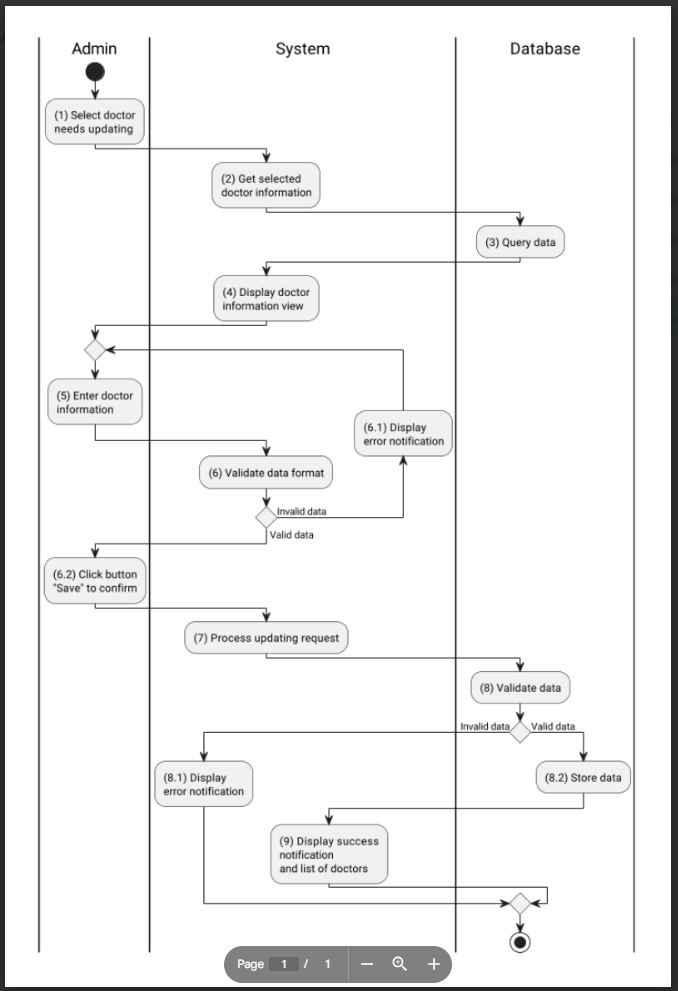 Admin
System
Database
(1) Select doctor
needs updating
(2) Get selected
doctor information
(3) Query data
(4) Display doctor
information view
(5) Enter doctor
information
(6.1) Display
error notification
(6) Validate data format
Invalid data
Valid data
(6.2) Click button
"Save" to confirm
(7) Process updating request
(8) Validate data
Invalid data
Valid data
(8.1) Display
error notification
(8.2) Store data
(9) Display success
notification
and list of doctors
Page 1 / 1